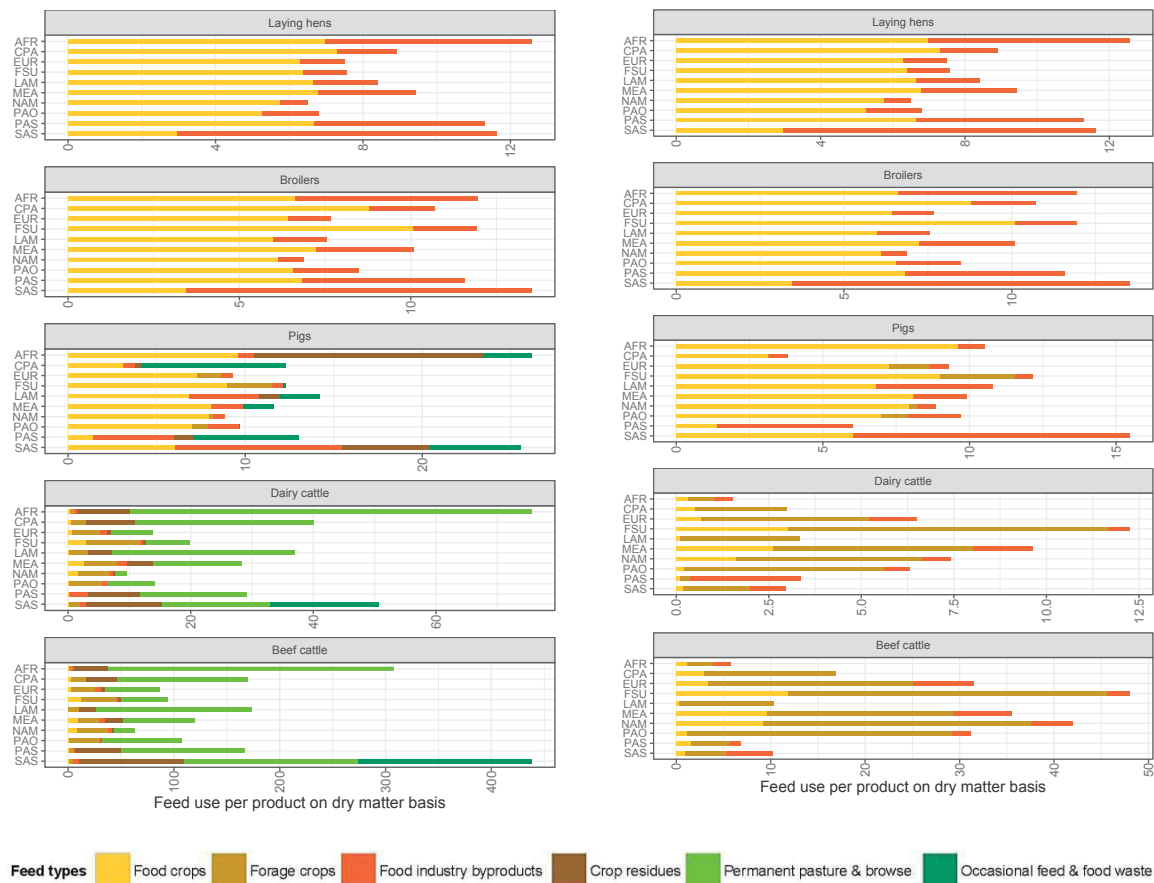 Laying hens
AFR
CPA
EUR
FSU
LAM
MEA
NAM
PAO
PAS
SAS
0 4 8 12
Broilers
AFR
CPA
EUR
FSU
LAM
MEA
NAM
PAO
PAS
SAS
0 5 10
Pigs
AFR
CPA
EUR
FSU
LAM
MEA
NAM
PAO
PAS
SAS
0 10 20
Dairy cattle
AFR
CPA
EUR
FSU
LAM
MEA
NAM
PAO
PAS
SAS
0 20 40 60
Beef cattle
AFR
CPA
EUR
FSU
LAM
MEA
NAM
PAO
PAS
SAS
0 100 200 300 400
Feed use per product on dry matter basis
Laying hens
AFR
CPA
EUR
FSU
LAM
MEA
NAM
PAO
PAS
SAS
0 4 8 12
Broilers
AFR
CPA
EUR
FSU
LAM
MEA
NAM
PAO
PAS
SAS
0 5 10
Pigs
AFR
CPA
EUR
FSU
LAM
MEA
NAM
PAO
PAS
SAS
0 5 10 15
Dairy cattle
AFR
CPA
EUR
FSU
LAM
MEA
NAM
PAO
PAS
SAS
0.0 2.5 5.0 7.5 10.0 12.5
Beef cattle
AFR
CPA
EUR
FSU
LAM
MEA
NAM
PAO
PAS
SAS
0 10 20 30 40 50
Feed use per product on dry matter basis
Feed types Food crops Forage crops Food industry byproducts Crop residues Permanent pasture & browse Occasional feed & food waste